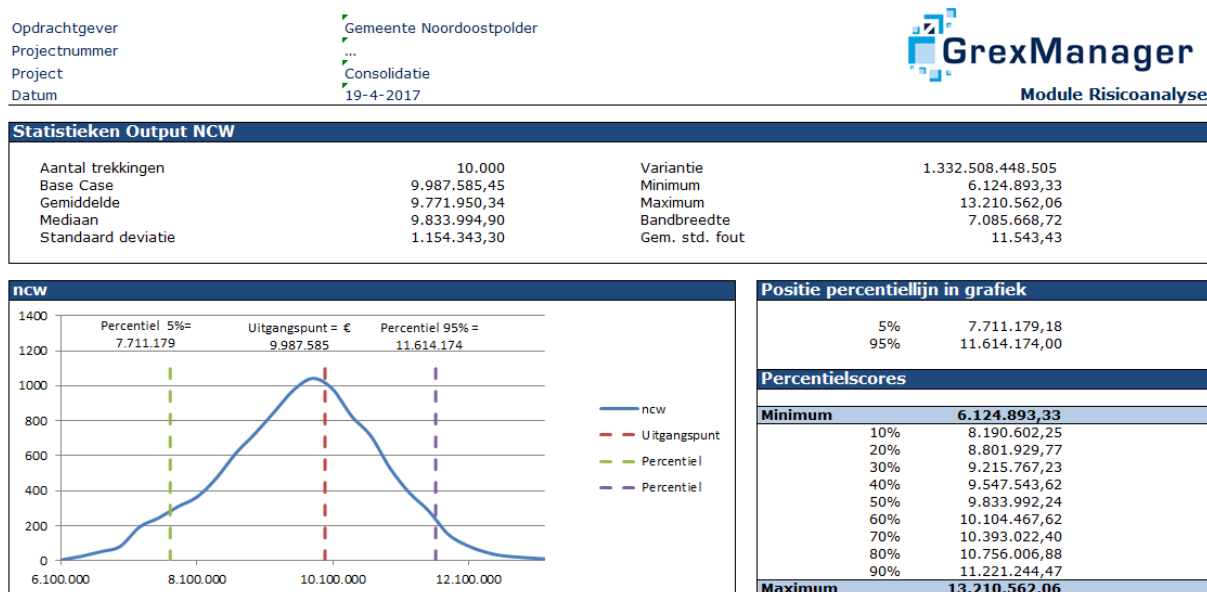 Opdrachtgever Gemeente Noordoostpolder
Projectnummer ...
Project Consolidatie
Datum 19-4-2017
GrexManager
Module Risicoanalyse
Statistieken Output NCW
Aantal trekkingen 10.000 Variantie 1.332.508.448.505
Base Case 9.987.585,45 Minimum 6.124.893,33
Gemiddelde 9.771.950,34 Maximum 13.210.562,06
Mediaan 9.833.994,90 Bandbreedte 7.085.668,72
Standaard deviatie 1.154.343,30 Gem. std. fout 11.543,43
ncw
1400
1200
1000
800
600
400
200
0
6.100.000 8.100.000 10.100.000 12.100.000
Percentiel 5%=
7.711.179
Uitgangspunt = €
9.987.585
Percentiel 95% =
11.614.174
ncw
Uitgangspunt
Percentiel
Percentiel
Positie percentiellijn in grafiek
5% 7.711.179,18
95% 11.614.174,00
Percentielscores
Minimum 6.124.893,33
10% 8.190.602,25
20% 8.801.929,77
30% 9.215.767,23
40% 9.547.543,62
50% 9.833.992,24
60% 10.104.467,62
70% 10.393.022,40
80% 10.756.006,88
90% 11.221.244,47
Maximum 13.210.562,06